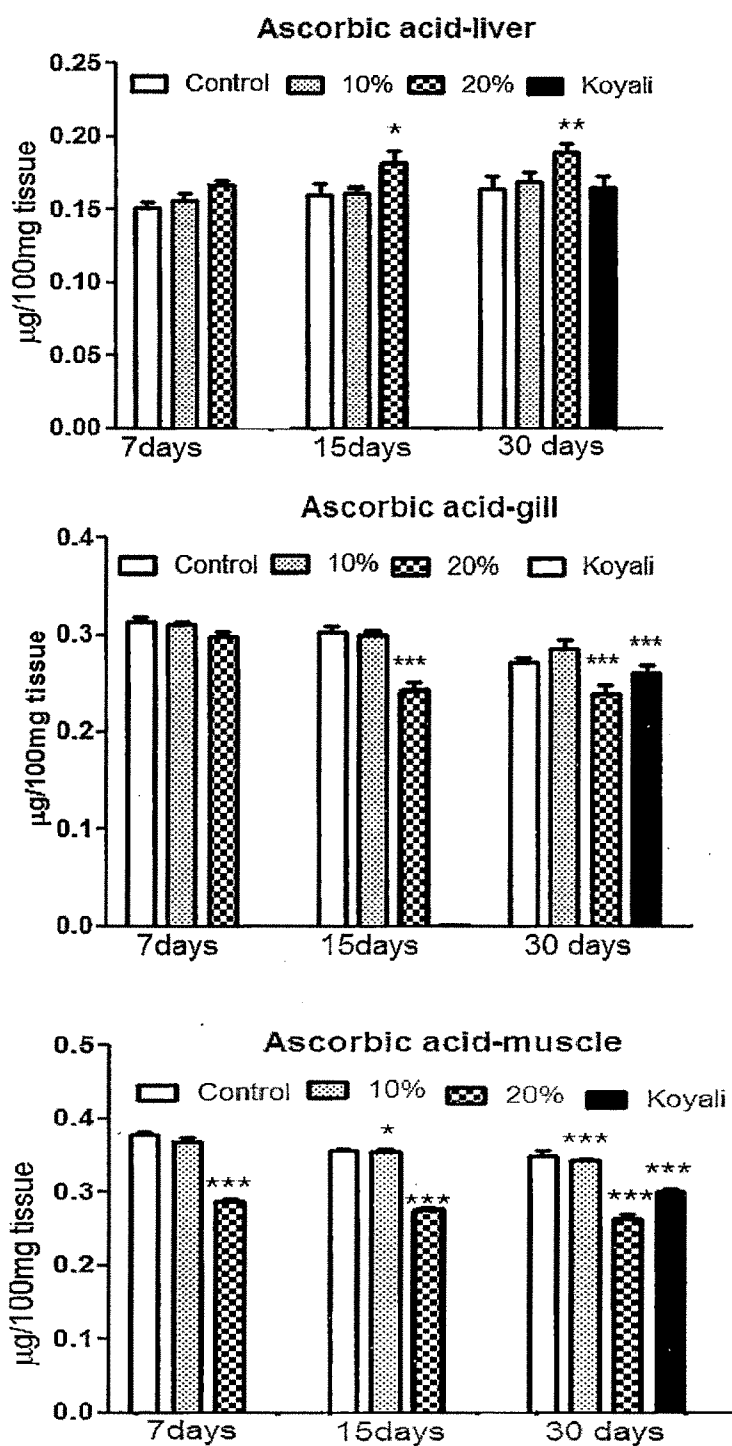 Ascorbic acid-liver
0.25
Control 10% 20% Koyali
0.20
* **
0.15
µg/100mg tissue
0.10
0.05
0.00
7days 15days 30 days
Ascorbic acid-gill
0.4
Control 10% 20% Koyali
0.3
*** *** ***
µg/100mg tissue
0.2
0.1
0.0
7days 15days 30 days
Ascorbic acid-muscle
0.5
Control 10% 20% Koyali
0.4
*** * *** *** *** ***
0.3
µg/100mg tissue
0.2
0.1
0.0
7days 15days 30 days